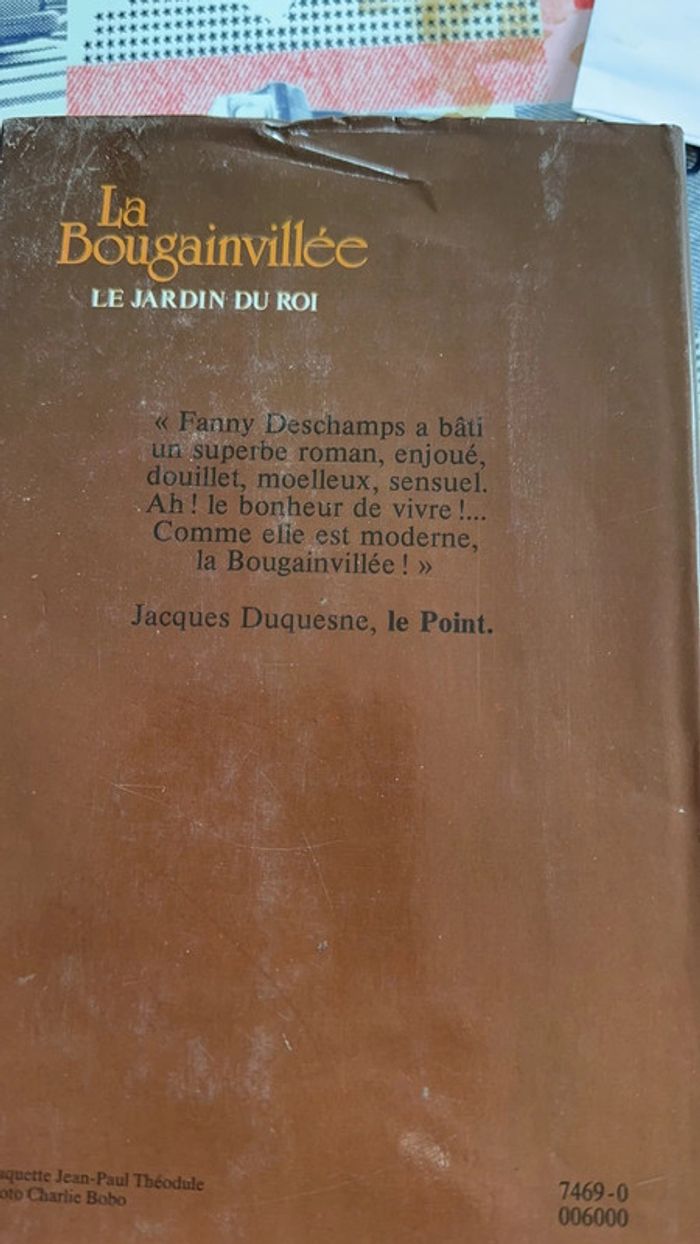 La
Bougainvillée
LE JARDIN DU ROI
« Fanny Deschamps a bâti
un superbe roman, enjoué,
douillet, moelleux, sensuel.
Ah ! le bonheur de vivre !...
Comme elle est moderne,
la Bougainvillée ! »
Jacques Duquesne, le Point.
aquette Jean-Paul Théodule
oto Charlie Bobo
7469-0
006000